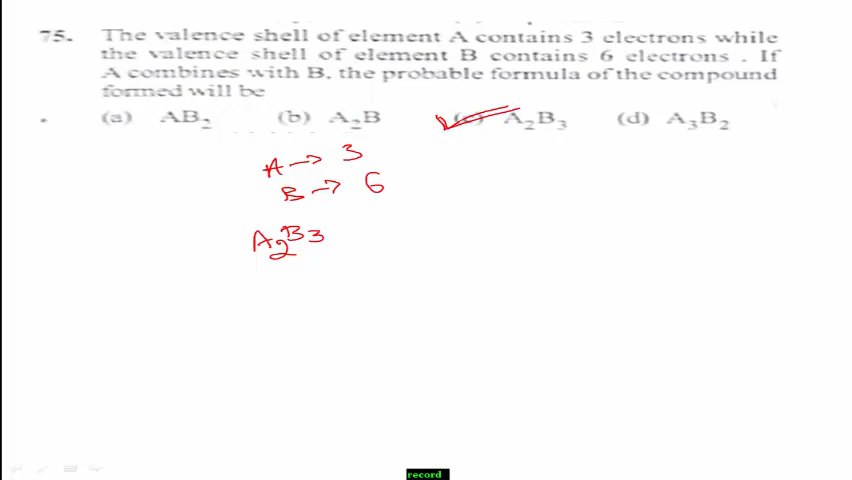 75. The valence shell of element A contains 3 electrons while
the valence shell of element B contains 6 electrons . If
A combines with B. the probable formula of the compound
formed will be
(a) AB₂ (b) A₂B (c) A₂B₃ (d) A₃B₂
A → 3
B → 6
A₂B₃
record